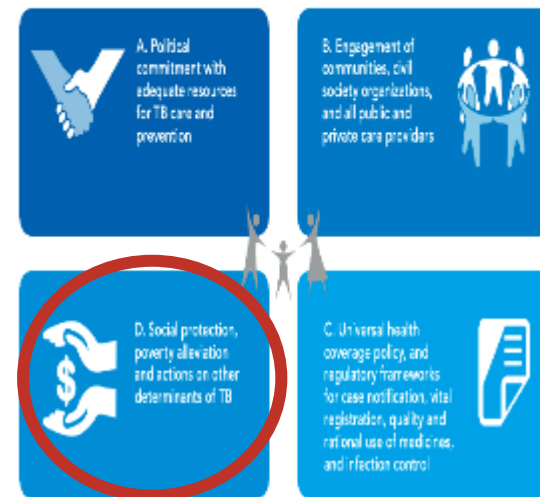 A. Political
commitment with
adequate resources
for TB care and
prevention
B. Engagement of
communities, civil
society organizations,
and all public and
private care providers
D. Social protection,
poverty alleviation
and actions on other
determinants of TB
$
C. Universal health
coverage policy, and
regulatory frameworks
for case notification, vital
registration, quality and
rational use of medicines,
and infection control